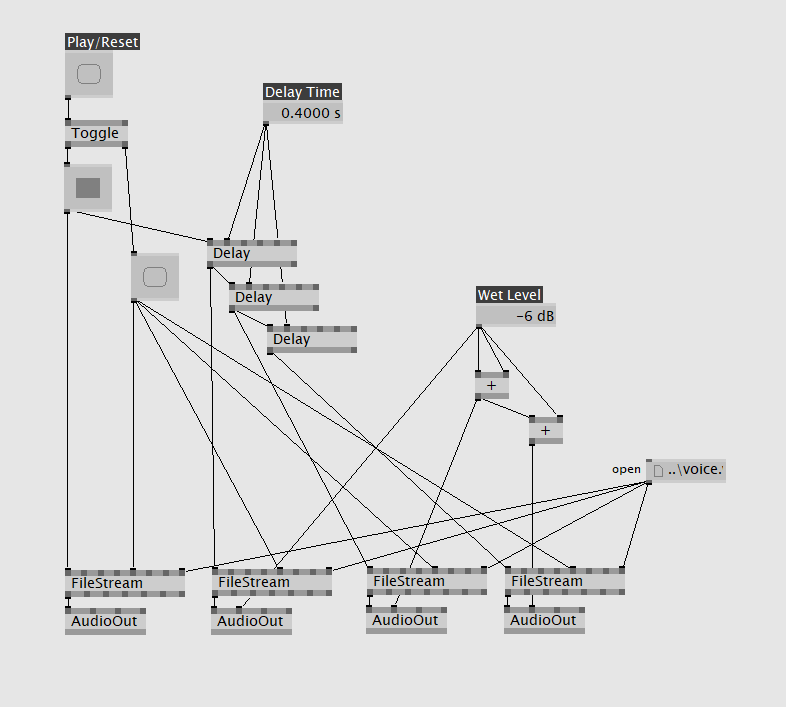 Play/Reset
Delay Time
0.4000 s
Toggle
Delay
Delay
Wet Level
-6 dB
Delay
+
+
open
..\voice.
FileStream
FileStream
FileStream
FileStream
AudioOut
AudioOut
AudioOut
AudioOut